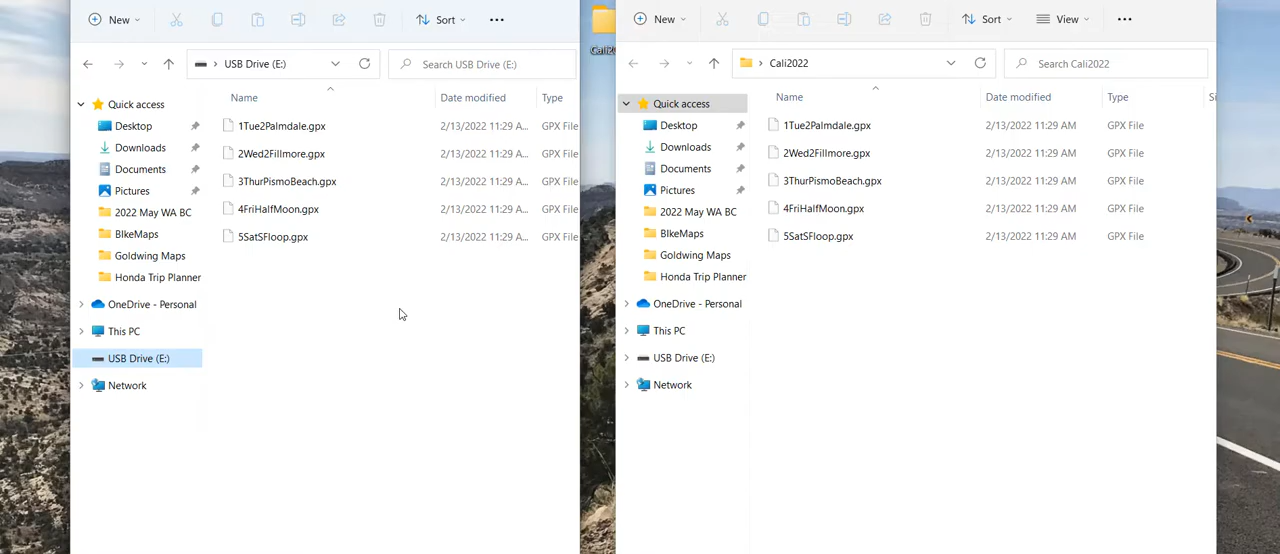 New
Sort
USB Drive (E:)
Search USB Drive (E:)
Name
Date modified
Type
Quick access
Desktop
Downloads
Documents
Pictures
2022 May WA BC
BIkeMaps
Goldwing Maps
Honda Trip Planner
OneDrive - Personal
This PC
USB Drive (E:)
Network
1Tue2Palmdale.gpx 2/13/2022 11:29 A... GPX File
2Wed2Fillmore.gpx 2/13/2022 11:29 A... GPX File
3ThurPismoBeach.gpx 2/13/2022 11:29 A... GPX File
4FriHalfMoon.gpx 2/13/2022 11:29 A... GPX File
5SatSFloop.gpx 2/13/2022 11:29 A... GPX File
Cali20
New
Sort
View
Cali2022
Search Cali2022
Name
Date modified
Type
Si
Quick access
Desktop
Downloads
Documents
Pictures
2022 May WA BC
BIkeMaps
Goldwing Maps
Honda Trip Planner
OneDrive - Personal
This PC
USB Drive (E:)
Network
1Tue2Palmdale.gpx 2/13/2022 11:29 AM GPX File
2Wed2Fillmore.gpx 2/13/2022 11:29 AM GPX File
3ThurPismoBeach.gpx 2/13/2022 11:29 AM GPX File
4FriHalfMoon.gpx 2/13/2022 11:29 AM GPX File
5SatSFloop.gpx 2/13/2022 11:29 AM GPX File